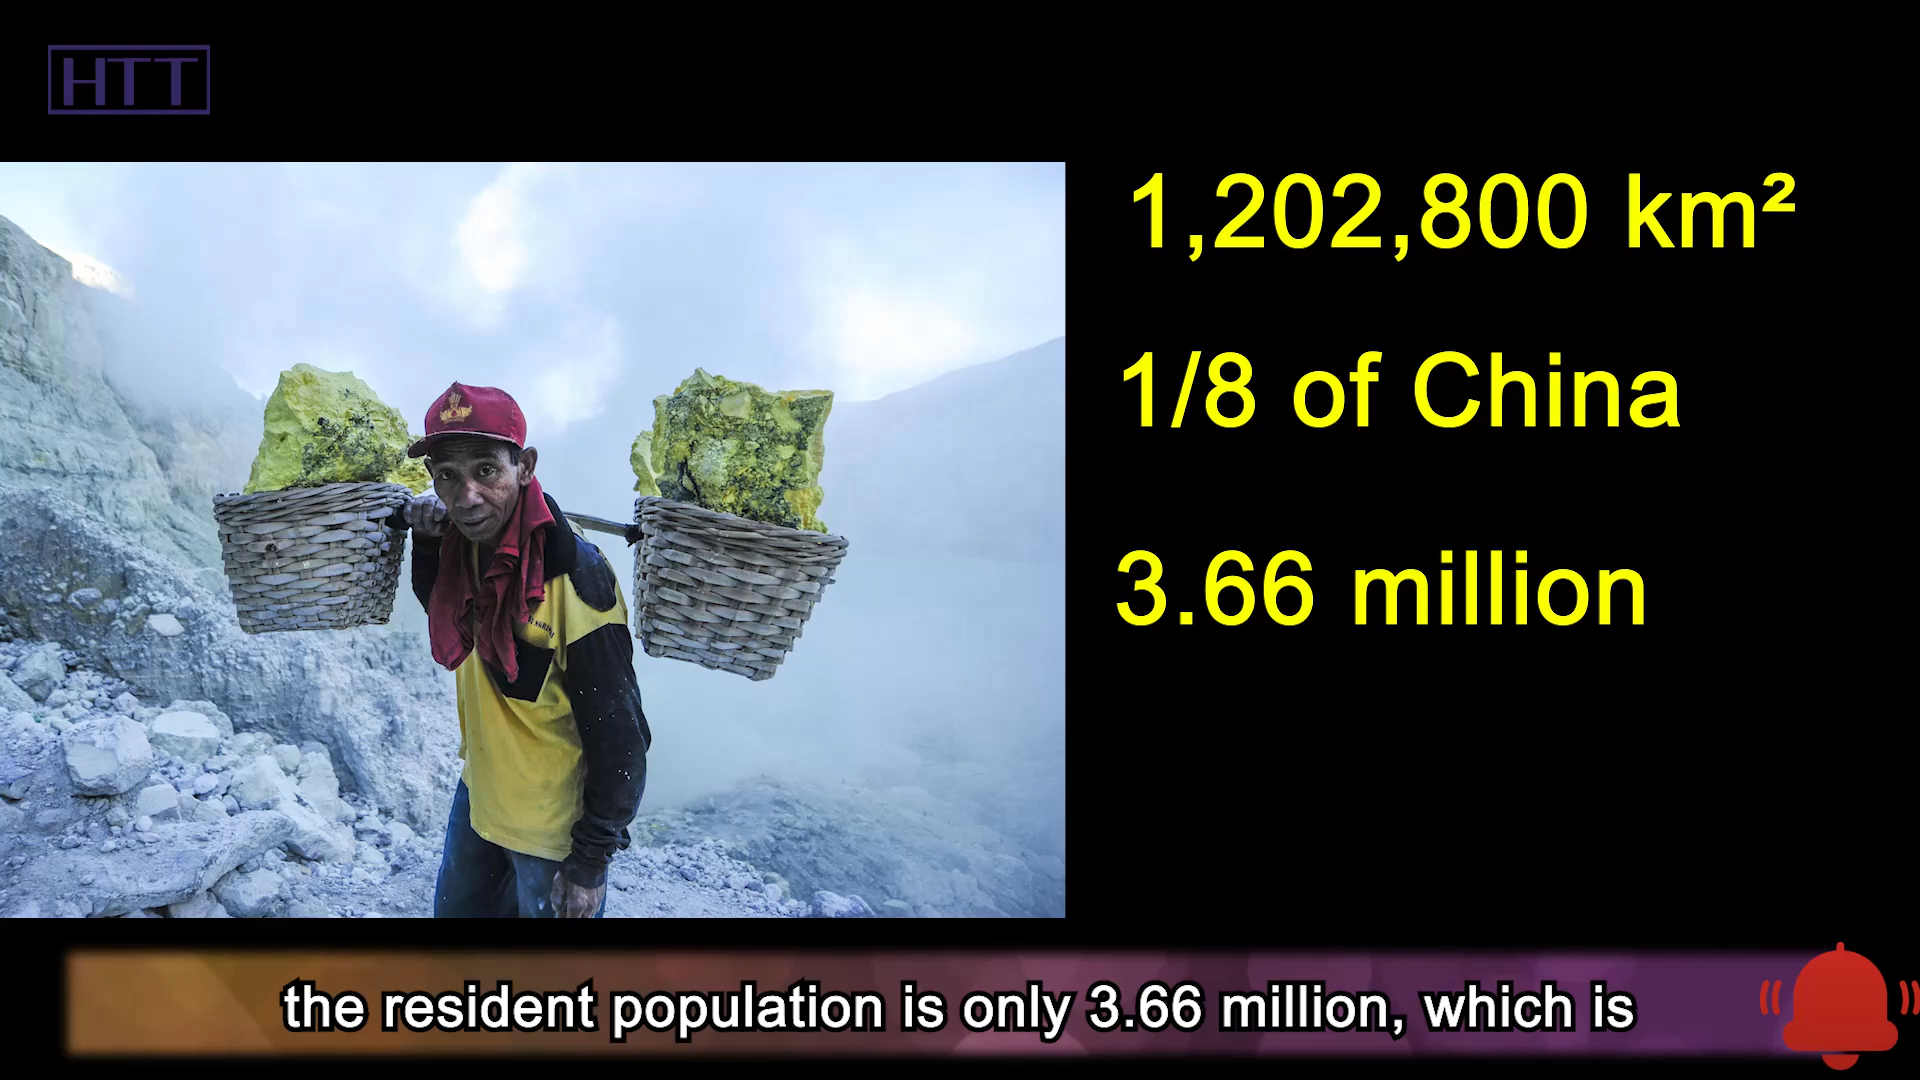 HTT
1,202,800 km²
1/8 of China
3.66 million
the resident population is only 3.66 million, which is